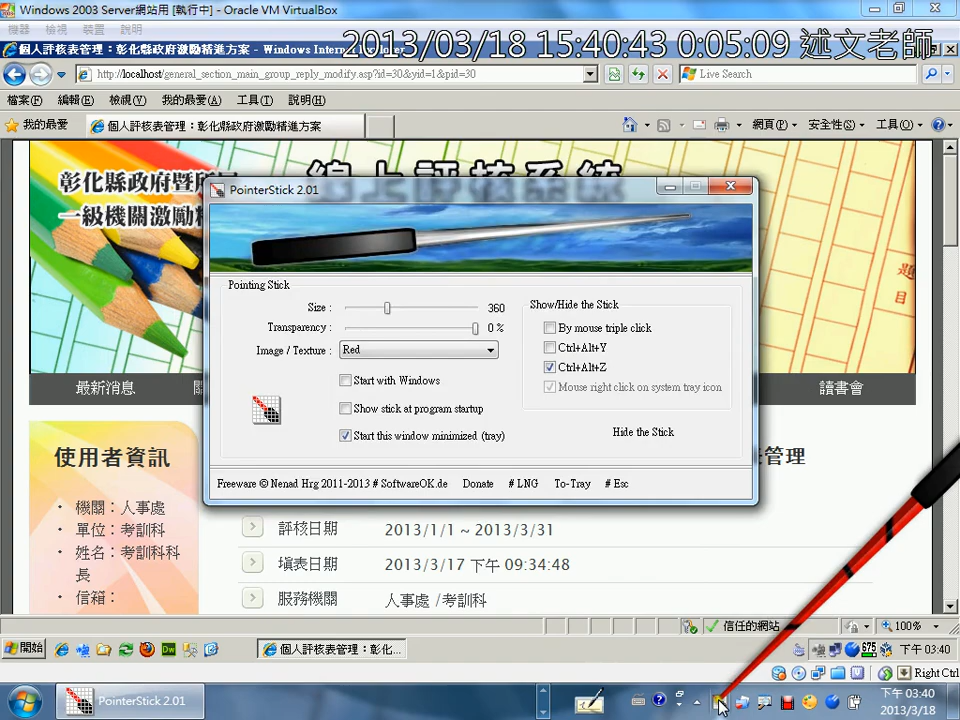 Windows 2003 Server網站用 [執行中] - Oracle VM VirtualBox
機器 檢視 裝置 說明
個人評核表管理：彰化縣政府激勵精進方案 - Windows Internet Explorer
2013/03/18 15:40:43 0:05:09 述文老師
http://localhost/general_section_main_group_reply_modify.asp?id=30&yid=1&pid=30
Live Search
檔案(F) 編輯(E) 檢視(V) 我的最愛(A) 工具(T) 說明(H)
我的最愛 個人評核表管理：彰化縣政府激勵精進方案
網頁(P) 安全性(S) 工具(O)
線上評核系統
彰化縣政府暨所
一級機關激勵精
題
目
PointerStick 2.01
Pointing Stick
Size : 360
Transparency : 0 %
Image / Texture : Red
Start with Windows
Show stick at program startup
Start this window minimized (tray)
Show/Hide the Stick
By mouse triple click
Ctrl+Alt+Y
Ctrl+Alt+Z
Mouse right click on system tray icon
Hide the Stick
Freeware © Nenad Hrg 2011-2013 # SoftwareOK.de Donate # LNG To-Tray # Esc
最新消息
讀書會
使用者資訊
管理
機關：人事處
單位：考訓科
姓名：考訓科科
長
信箱：
評核日期 2013/1/1 ~ 2013/3/31
填表日期 2013/3/17 下午 09:34:48
服務機關 人事處 /考訓科
信任的網站 100%
開始 個人評核表管理：彰化... 675 下午 03:40
Right Ctrl
PointerStick 2.01
下午 03:40
2013/3/18